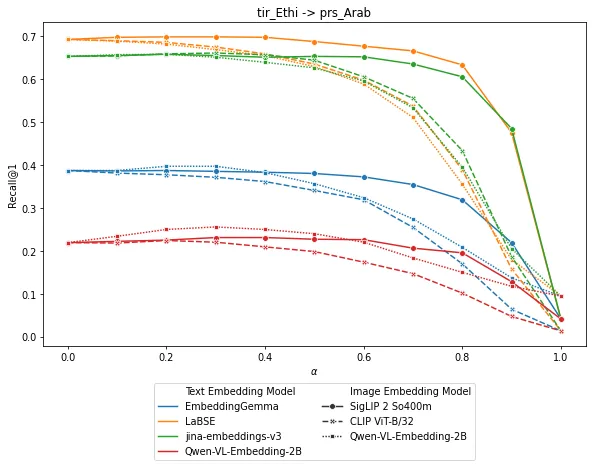 tir_Ethi -> prs_Arab
Recall@1
0.7
0.6
0.5
0.4
0.3
0.2
0.1
0.0
0.0 0.2 0.4 0.6 0.8 1.0
α
Text Embedding Model
EmbeddingGemma
LaBSE
jina-embeddings-v3
Qwen-VL-Embedding-2B
Image Embedding Model
SigLIP 2 So400m
CLIP ViT-B/32
Qwen-VL-Embedding-2B